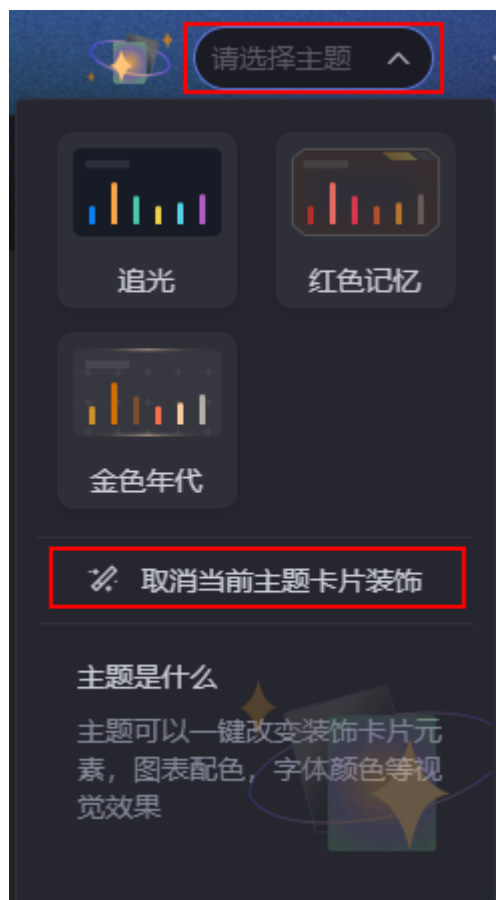 请选择主题
追光
红色记忆
金色年代
取消当前主题卡片装饰
主题是什么
主题可以一键改变装饰卡片元
素，图表配色，字体颜色等视
觉效果